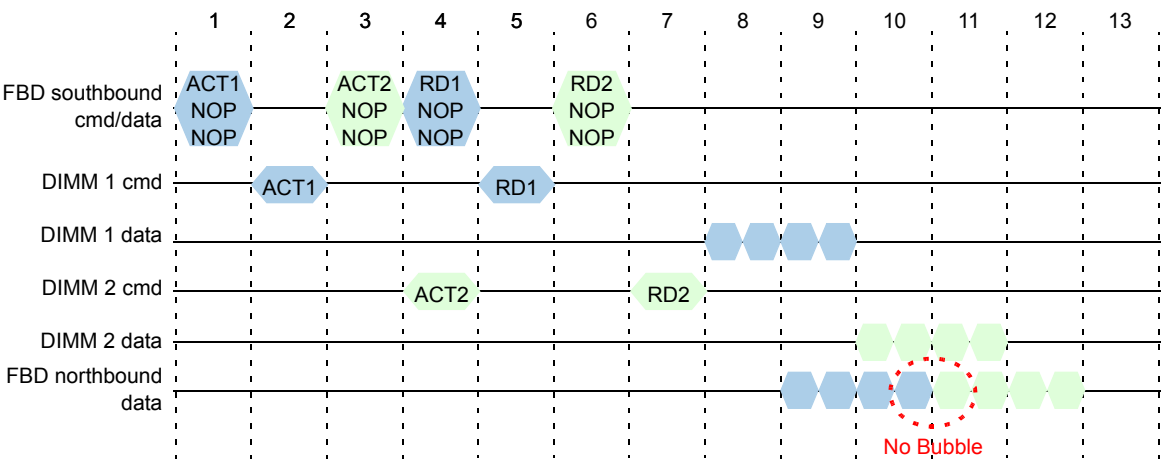 1 2 3 4 5 6 7 8 9 10 11 12 13
FBD southbound
cmd/data
ACT1 ACT2 RD1 RD2
NOP NOP NOP NOP
NOP NOP NOP NOP
DIMM 1 cmd ACT1 RD1
DIMM 1 data
DIMM 2 cmd ACT2 RD2
DIMM 2 data
FBD northbound
data
No Bubble